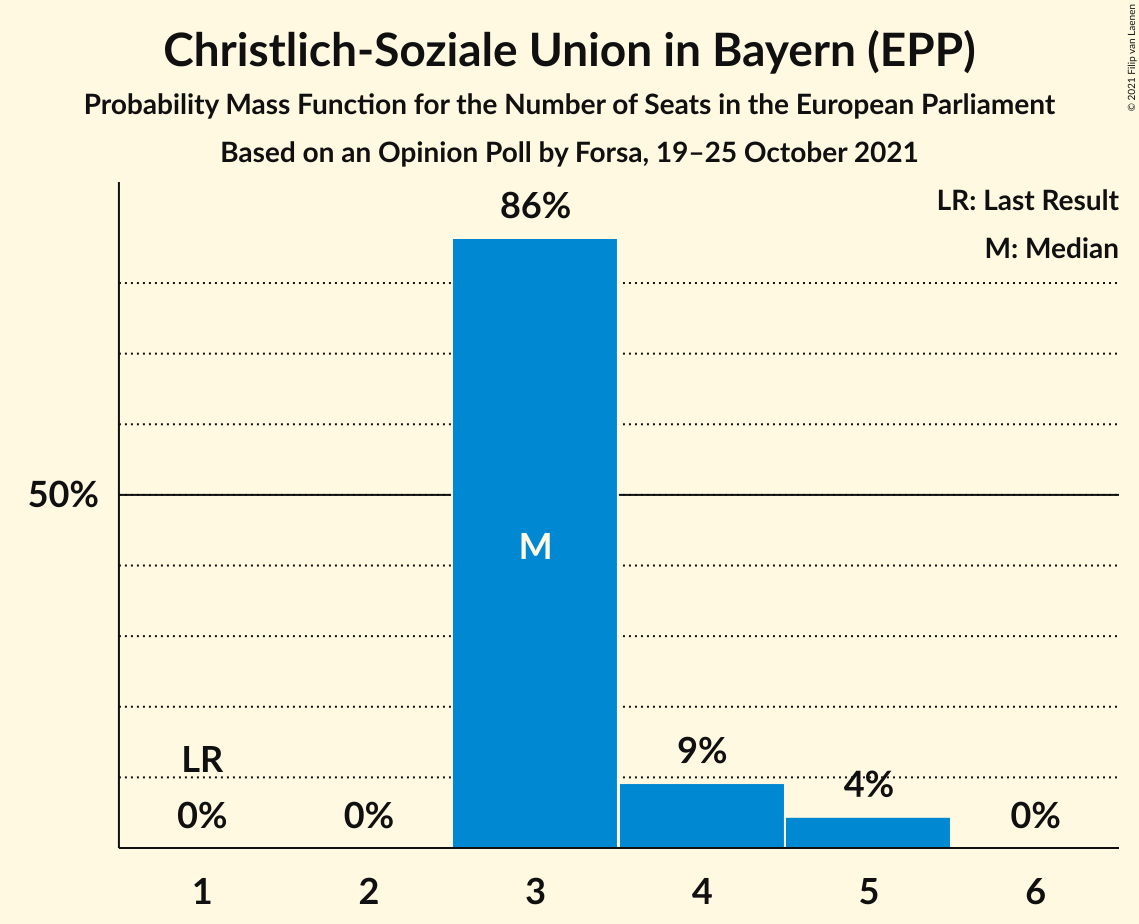 Christlich-Soziale Union in Bayern (EPP)
Probability Mass Function for the Number of Seats in the European Parliament
Based on an Opinion Poll by Forsa, 19–25 October 2021
© 2021 Filip van Laenen
LR: Last Result
M: Median
86%
50%
M
LR
9%
4%
0%
0%
0%
1
2
3
4
5
6